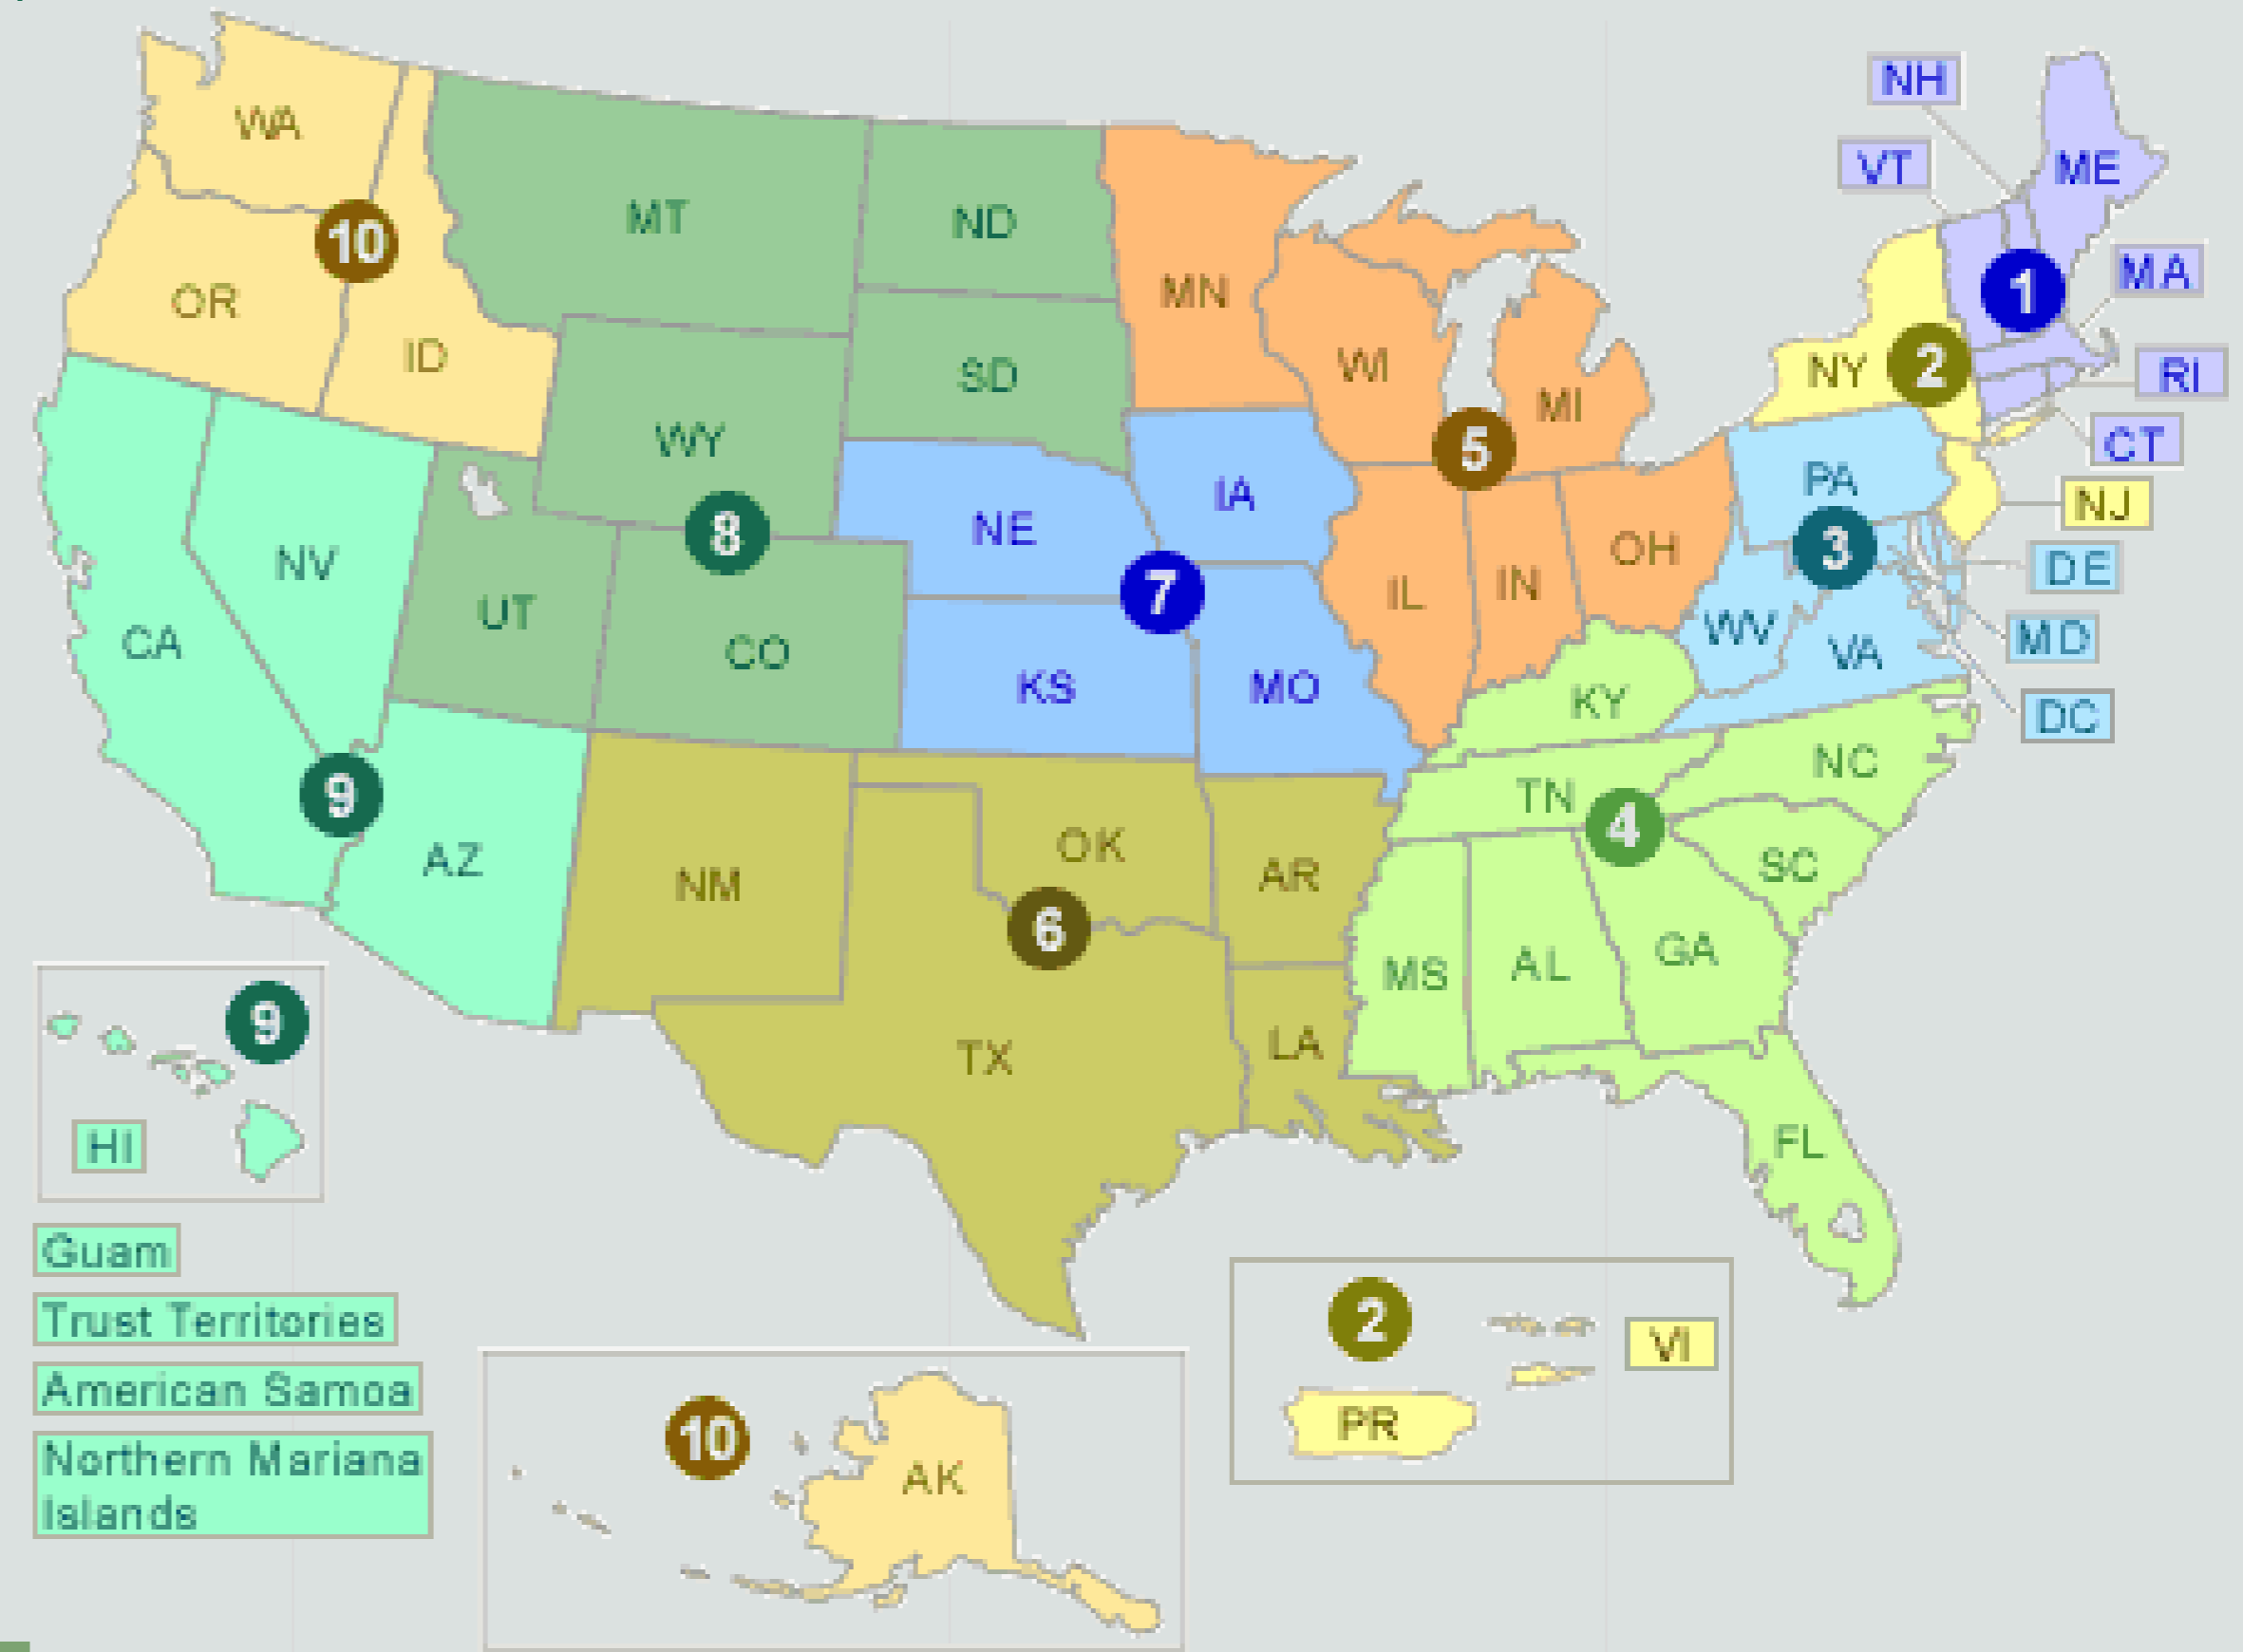 NH
WA
VT
ME
MT
ND
10
OR
MN
MA
1
ID
SD
WI
NY
2
RI
MI
WY
5
CT
PA
IA
NJ
NE
8
3
NV
OH
DE
7
IL
IN
UT
CA
CO
WV
MD
VA
KS
MO
KY
DC
NC
9
TN
4
AZ
OK
AR
SC
NM
6
GA
MS
AL
9
TX
LA
HI
FL
Guam
Trust Territories
2
VI
American Samoa
10
PR
Northern Mariana
Islands
AK